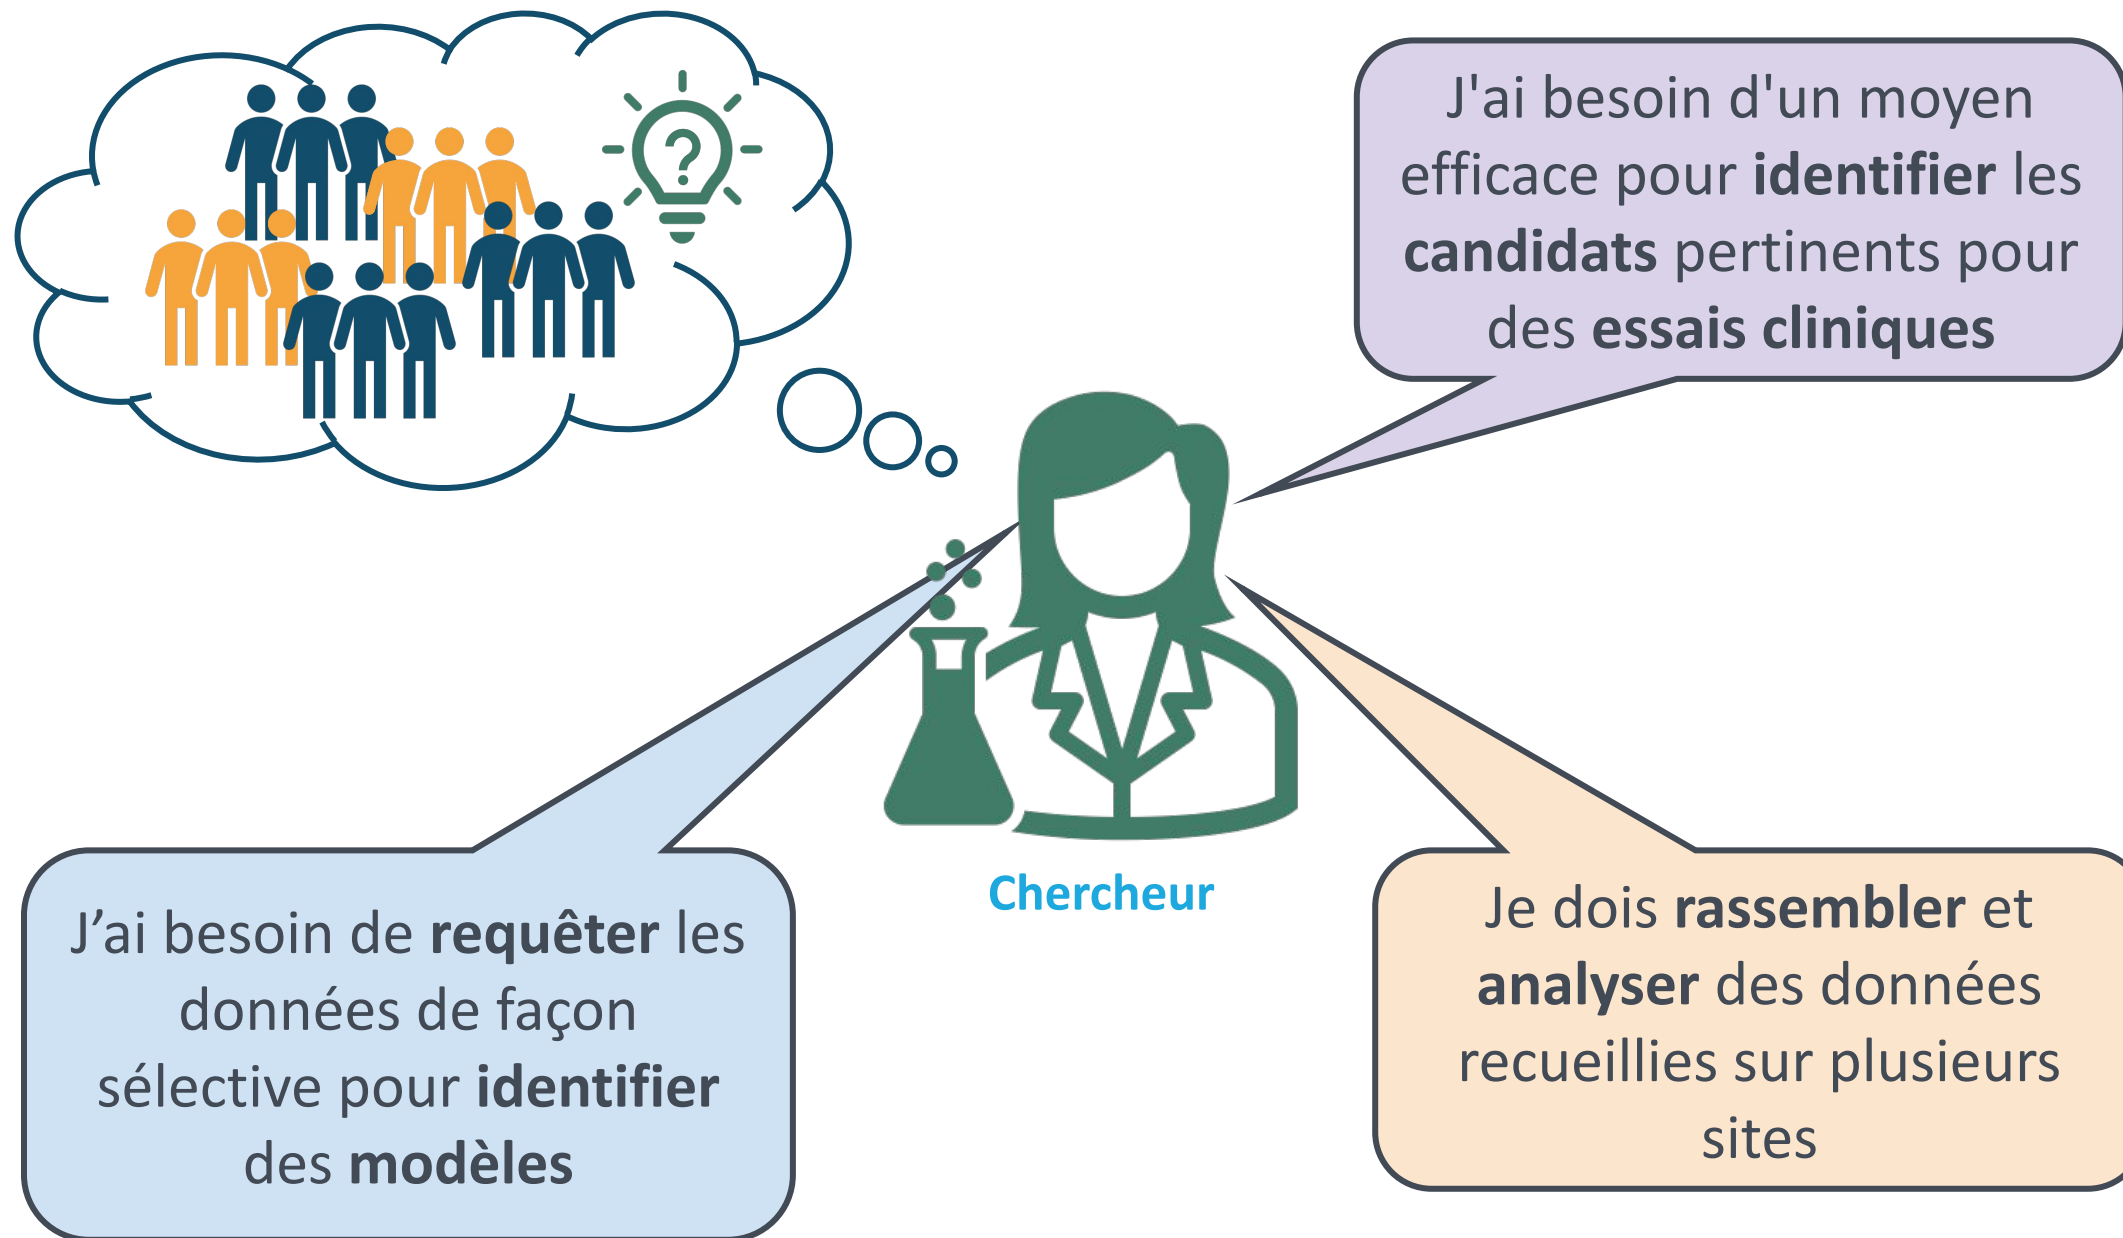 J'ai besoin d'un moyen
efficace pour identifier les
candidats pertinents pour
des essais cliniques
?
Chercheur
J’ai besoin de requêter les
données de façon
sélective pour identifier
des modèles
Je dois rassembler et
analyser des données
recueillies sur plusieurs
sites